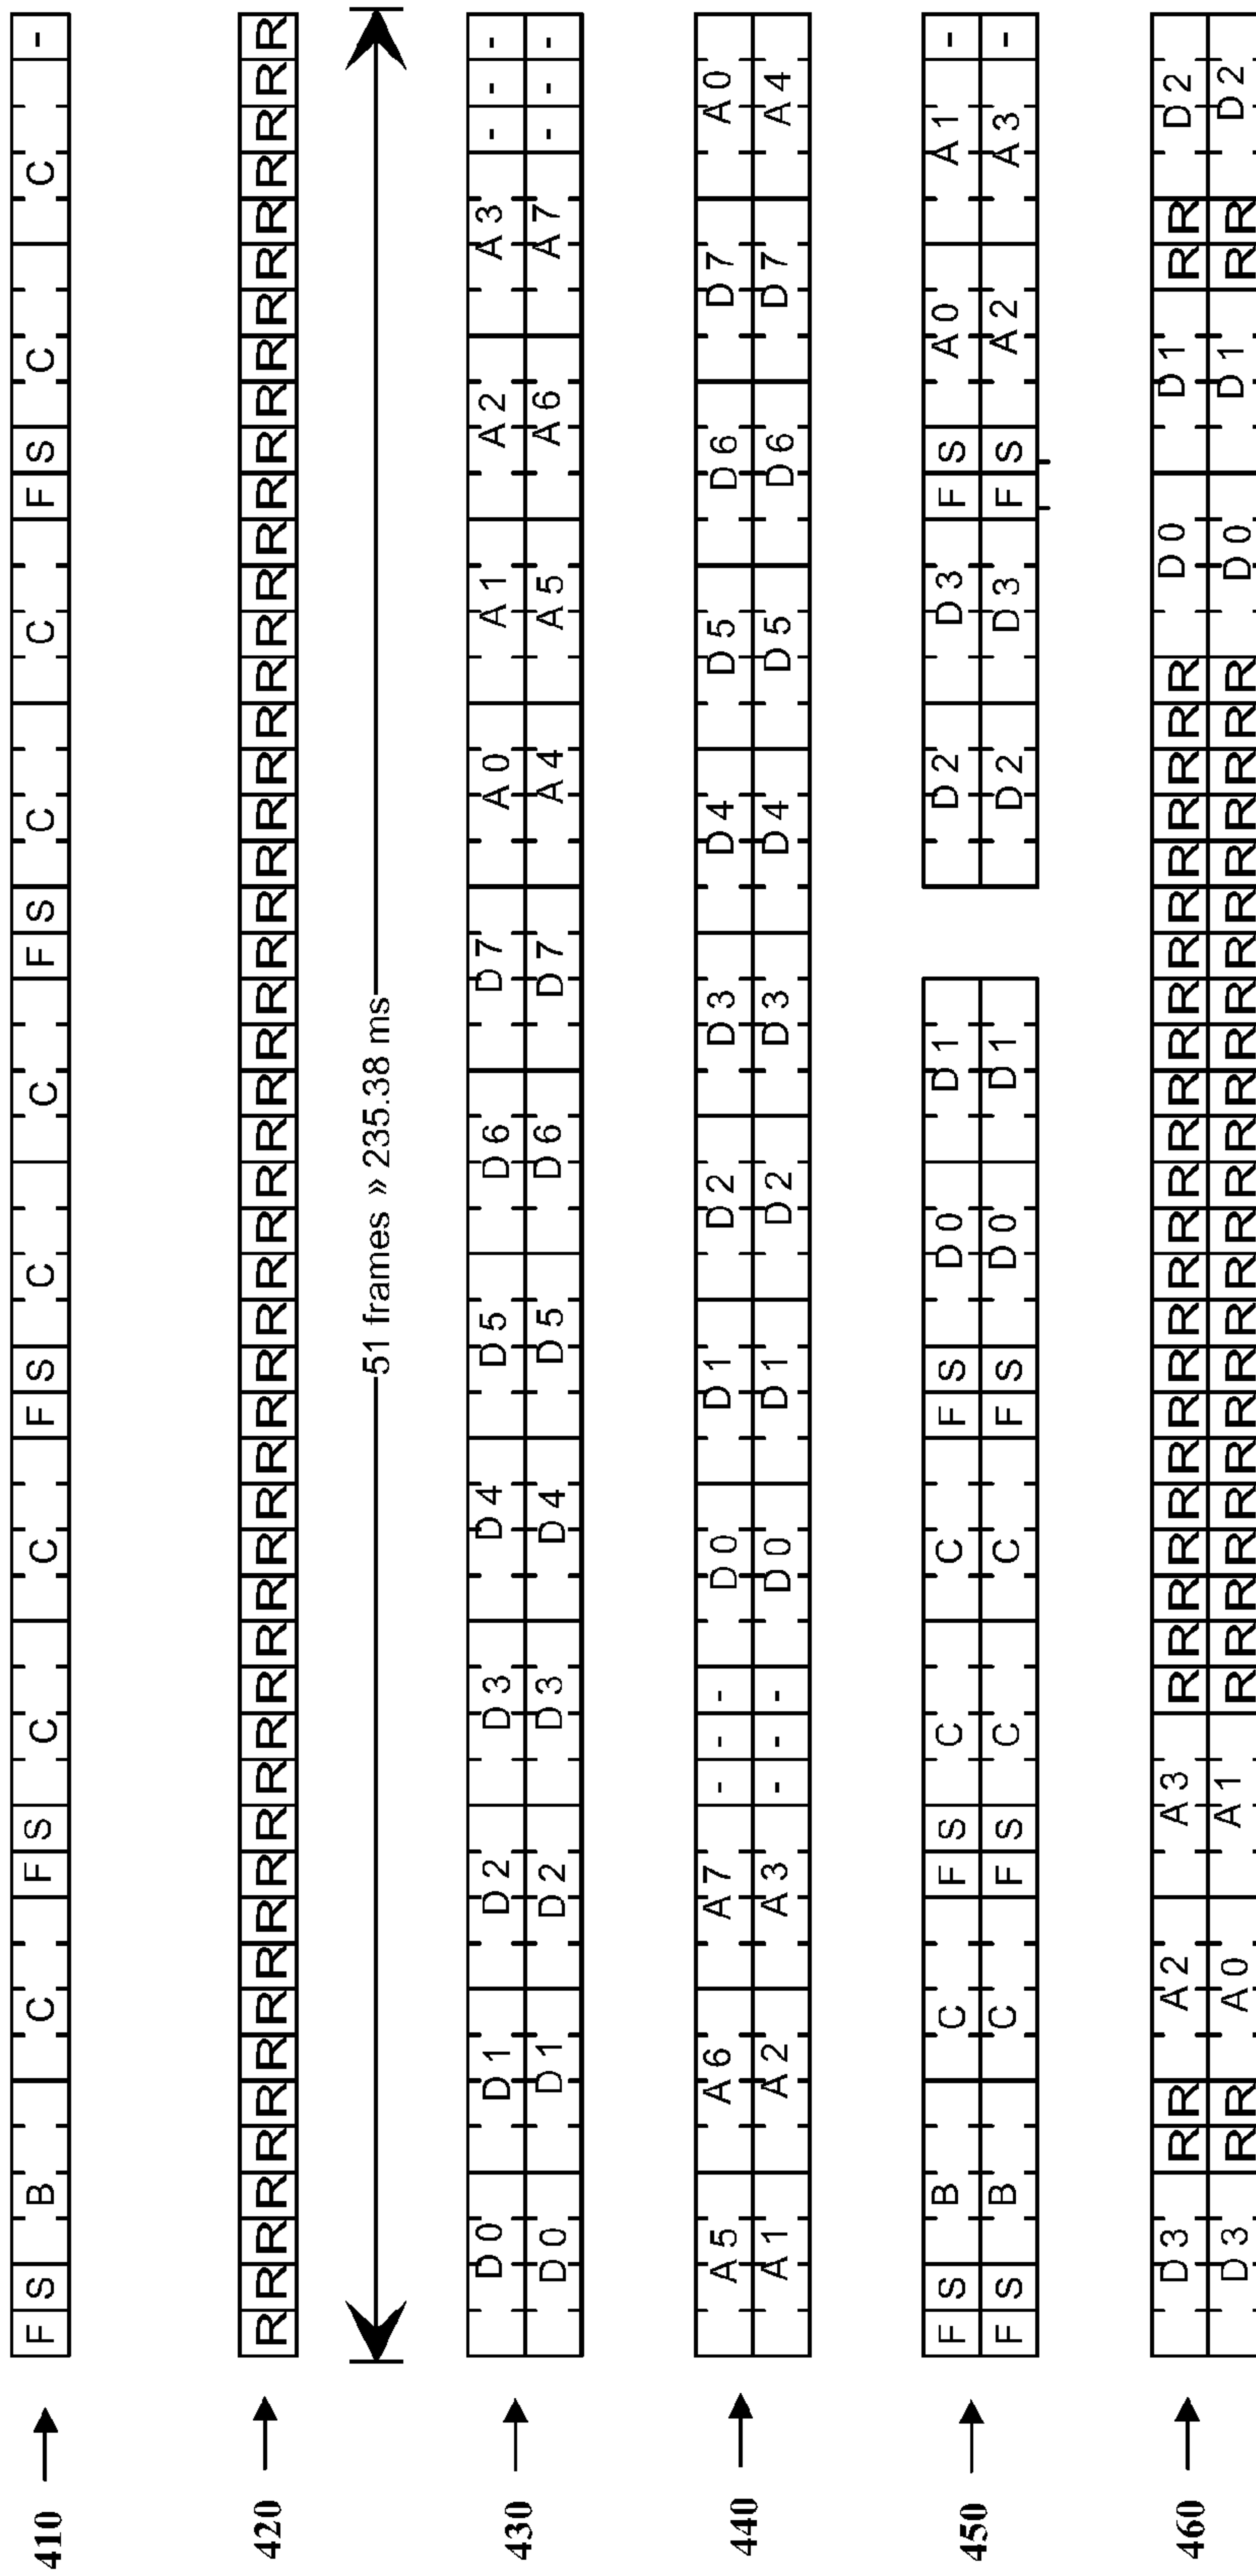 410 F S B C F S C C F S C C F S C C F S C C -
420 R R R R R R R R R R R R R R R R R R R R R R R R R R R R R R R R R R R R R R R R R R R R R R R R R R R
51 frames » 235.38 ms
430 D0 D1 D2 D3 D4 D5 D6 D7 A0 A1 A2 A3 - - -
D0 D1 D2 D3 D4 D5 D6 D7 A4 A5 A6 A7 - - -
440 A5 A6 A7 - - - D0 D1 D2 D3 D4 D5 D6 D7 A0
A1 A2 A3 - - - D0 D1 D2 D3 D4 D5 D6 D7 A4
450 F S B C F S C C F S D0 D1 D2 D3 F S A0 A1 -
F S B C F S C C F S D0 D1 D2 D3 F S A2 A3 -
460 D3 R R A2 A3 R R R R R R R R R R R R R R R R R R R R R R R D0 D1 R R D2
D3 R R A0 A1 R R R R R R R R R R R R R R R R R R R R R R R D0 D1 R R D2